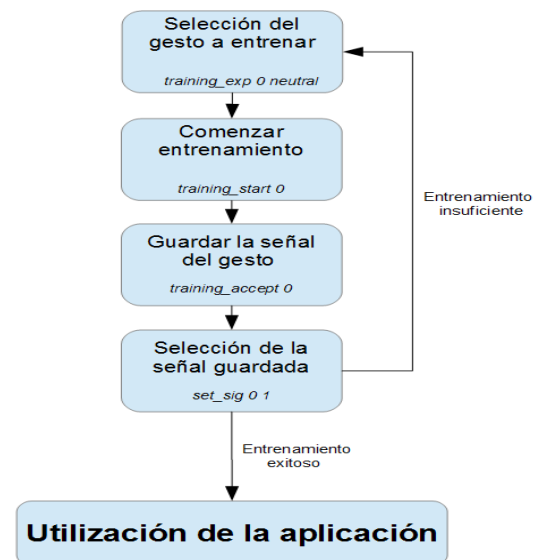 Selección del
gesto a entrenar
training_exp 0 neutral
Comenzar
entrenamiento
training_start 0
Entrenamiento
insuficiente
Guardar la señal
del gesto
training_accept 0
Selección de la
señal guardada
set_sig 0 1
Entrenamiento
exitoso
Utilización de la aplicación